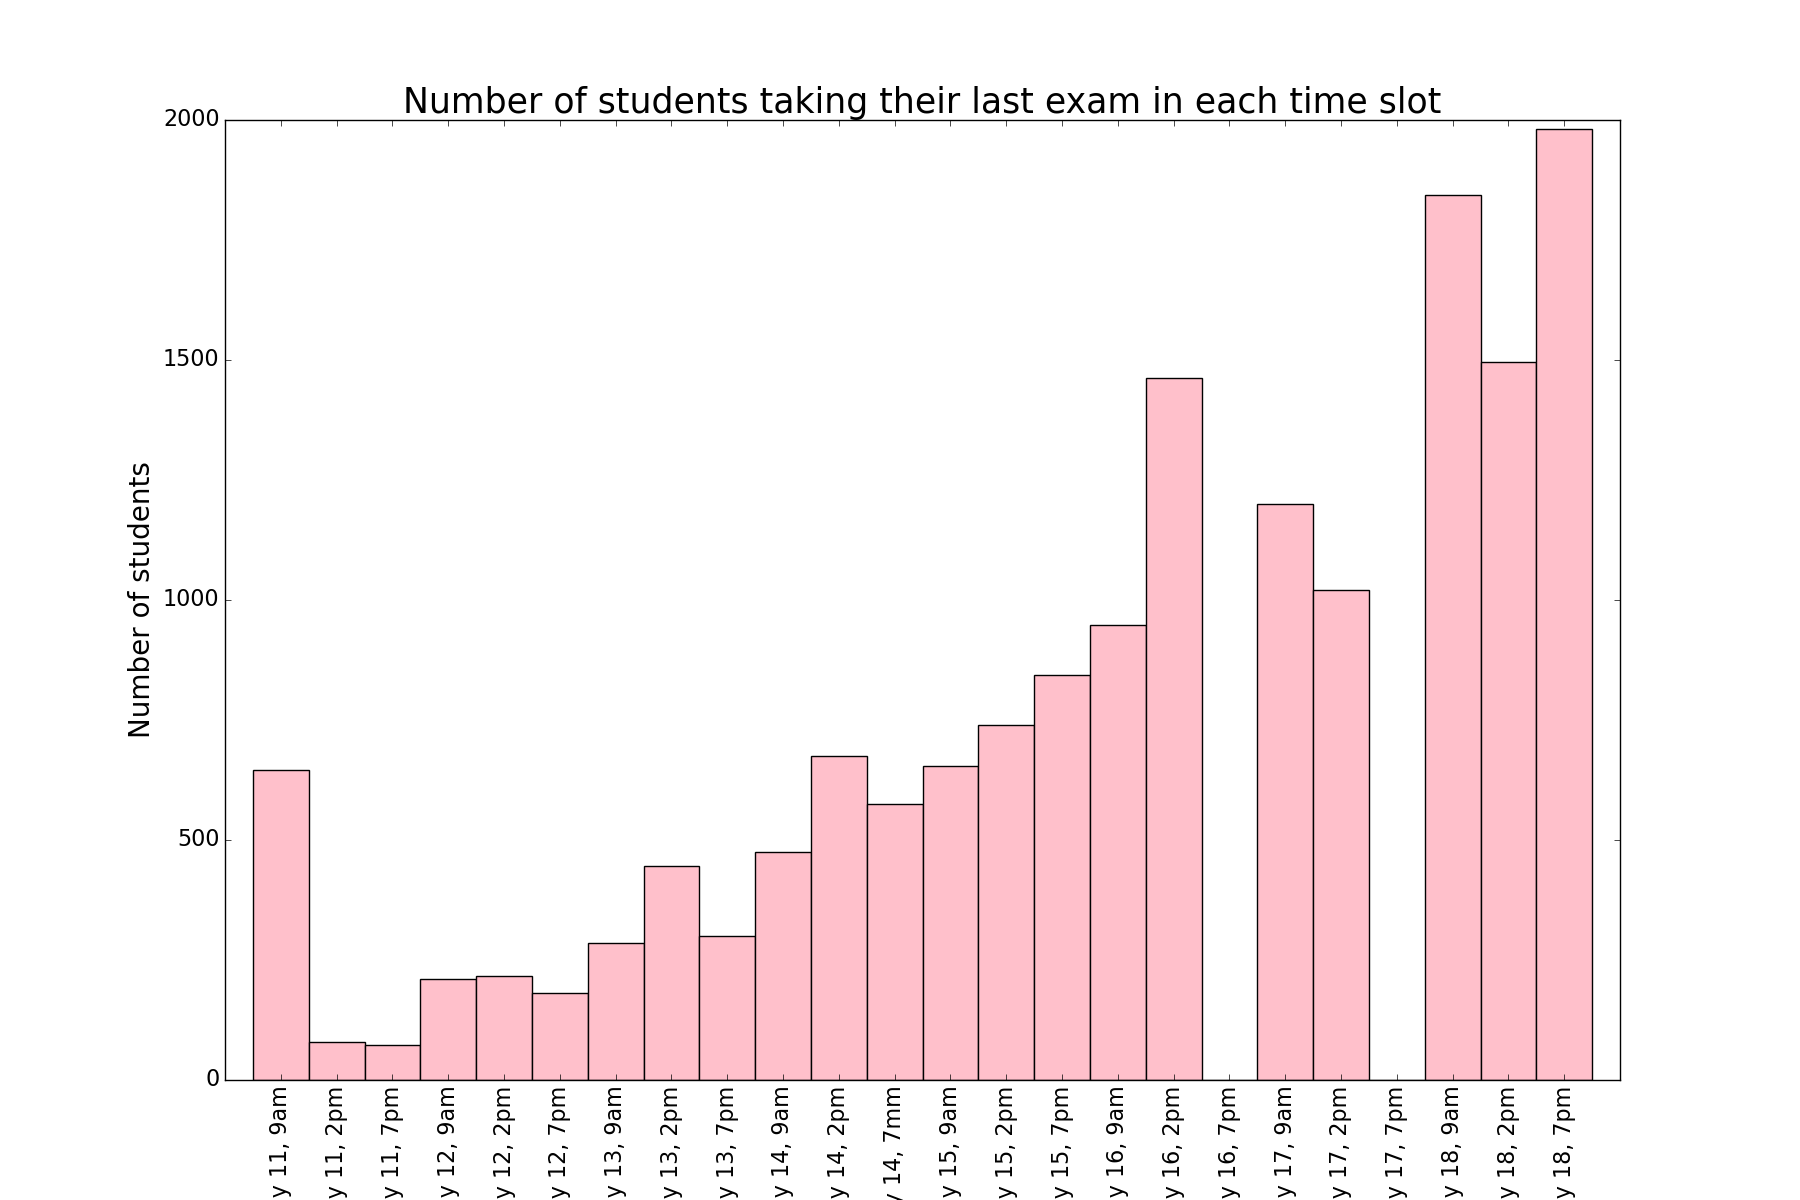 Number of students taking their last exam in each time slot
Number of students
2000
1500
1000
500
0
y 11, 9am
y 11, 2pm
y 11, 7pm
y 12, 9am
y 12, 2pm
y 12, 7pm
y 13, 9am
y 13, 2pm
y 13, 7pm
y 14, 9am
y 14, 2pm
y 14, 7mm
y 15, 9am
y 15, 2pm
y 15, 7pm
y 16, 9am
y 16, 2pm
y 16, 7pm
y 17, 9am
y 17, 2pm
y 17, 7pm
y 18, 9am
y 18, 2pm
y 18, 7pm